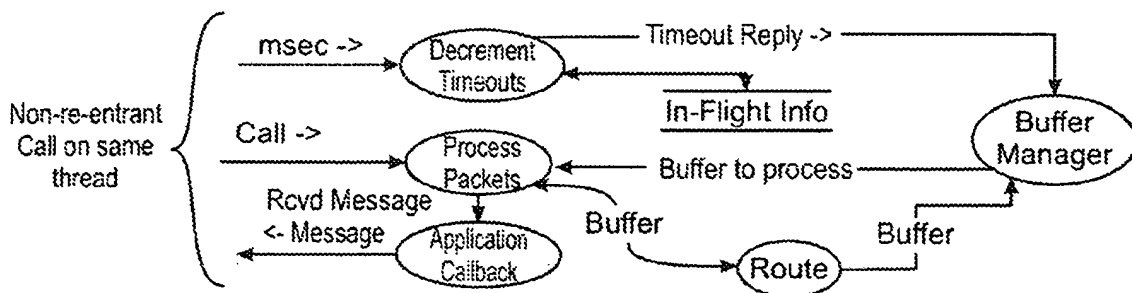 msec ->
Decrement
Timeouts
Timeout Reply ->
In-Flight Info
Non-re-entrant
Call on same
thread
Call ->
Process
Packets
Buffer to process
Buffer
Manager
Rcvd Message
<- Message
Application
Callback
Buffer
Route
Buffer